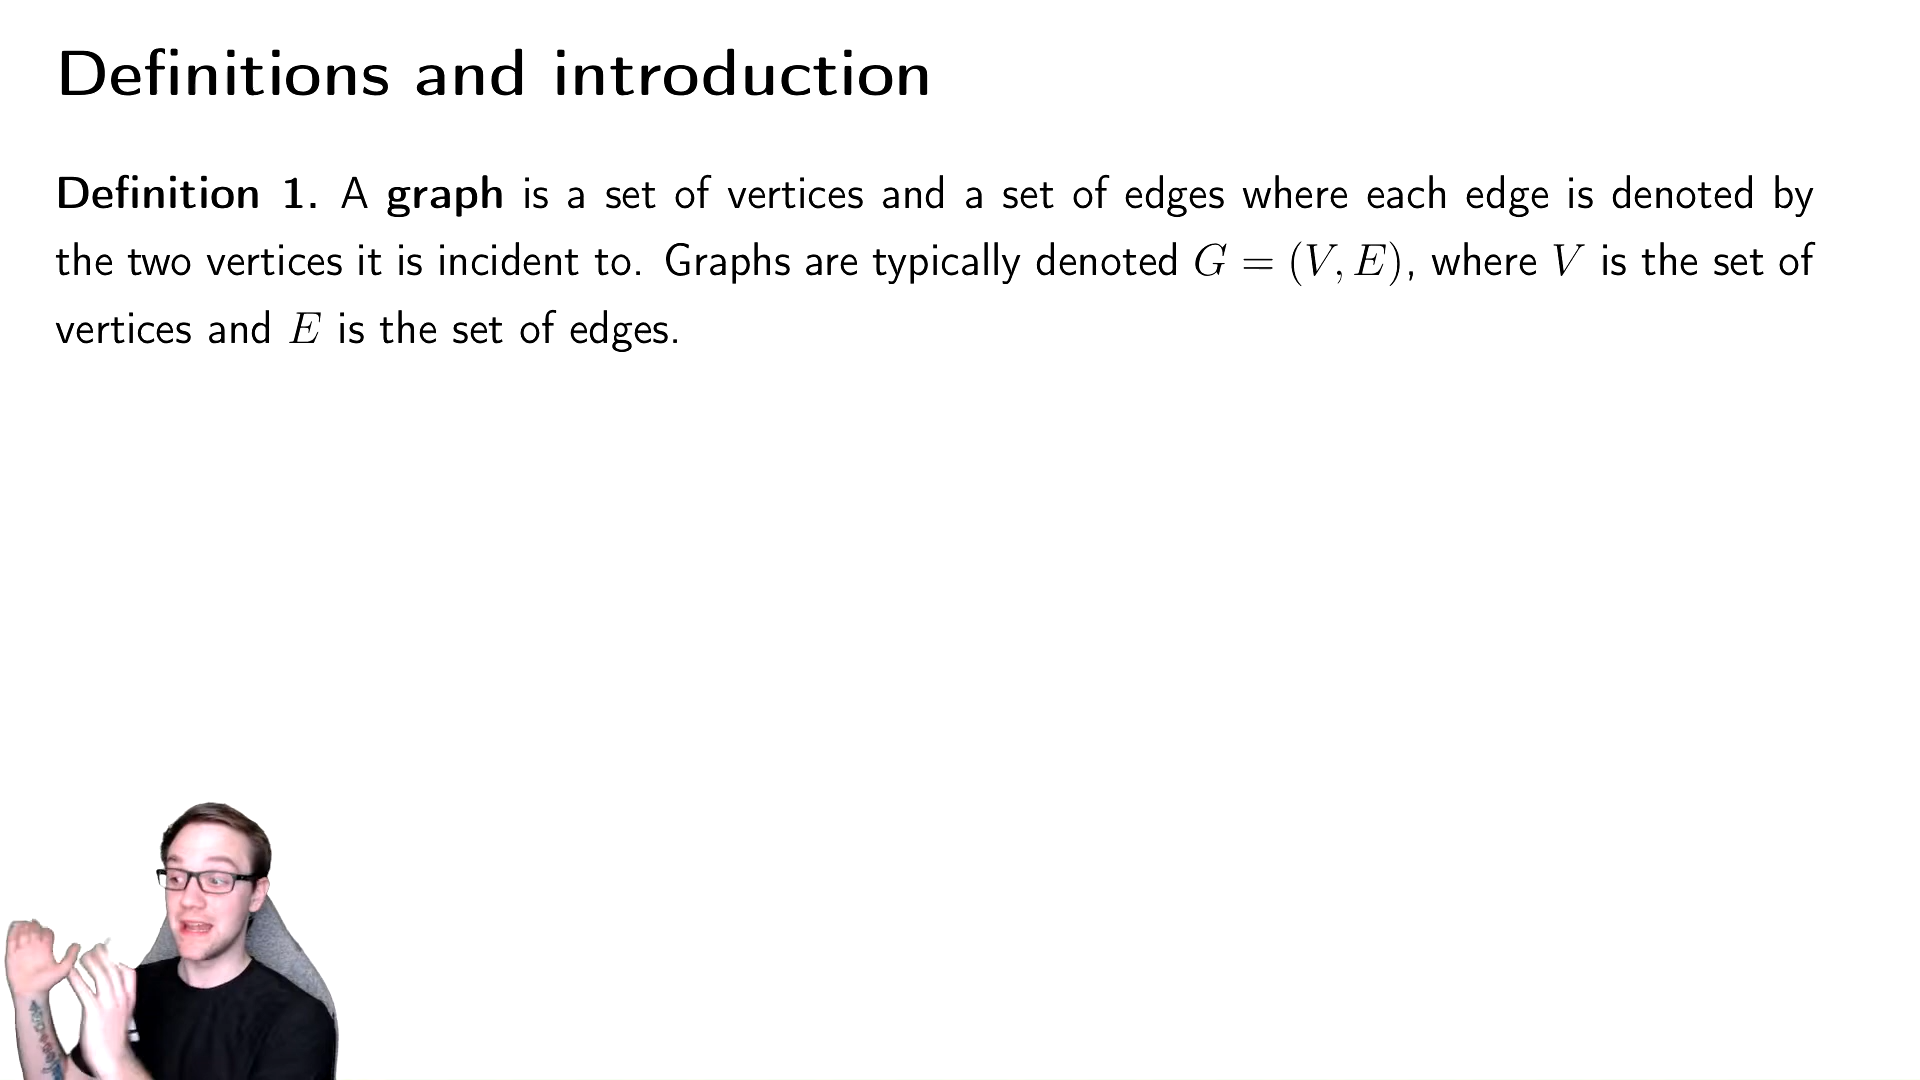 Definitions and introduction
Definition 1. A graph is a set of vertices and a set of edges where each edge is denoted by
the two vertices it is incident to. Graphs are typically denoted G = (V, E), where V is the set of
vertices and E is the set of edges.